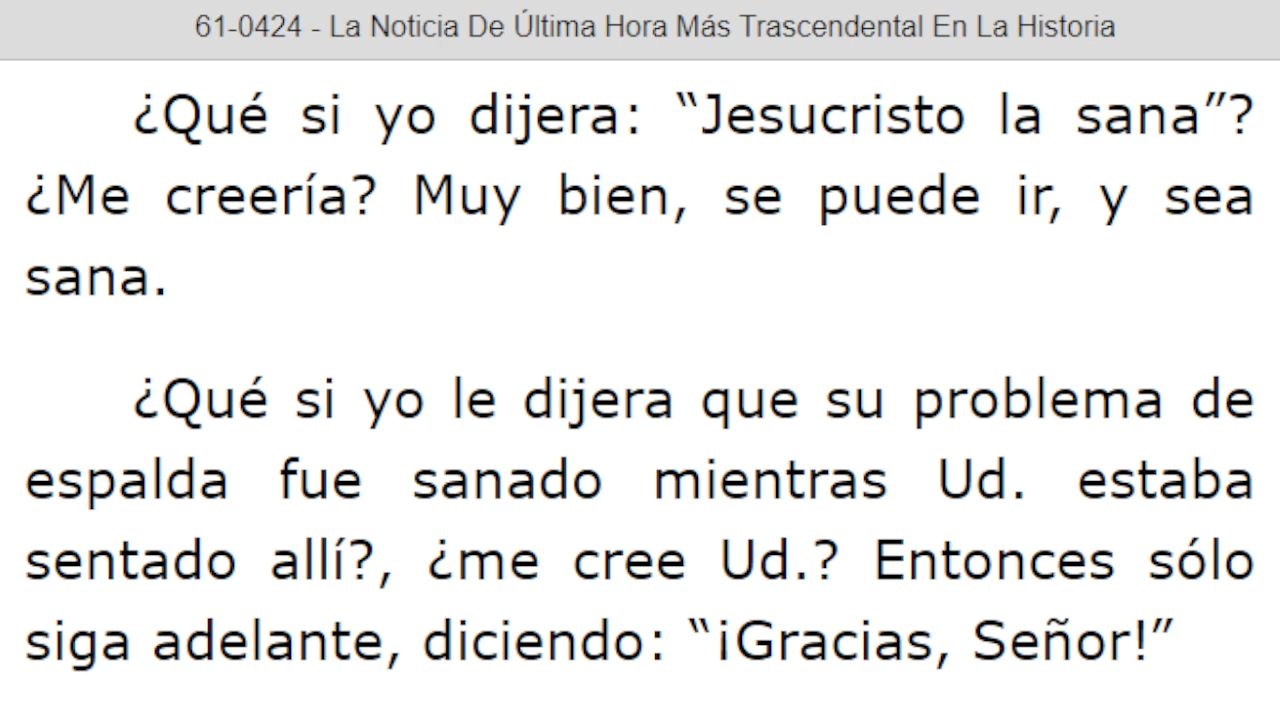 61-0424 - La Noticia De Última Hora Más Trascendental En La Historia
¿Qué si yo dijera: “Jesucristo la sana”?
¿Me creería? Muy bien, se puede ir, y sea
sana.
¿Qué si yo le dijera que su problema de
espalda fue sanado mientras Ud. estaba
sentado allí?, ¿me cree Ud.? Entonces sólo
siga adelante, diciendo: “¡Gracias, Señor!”